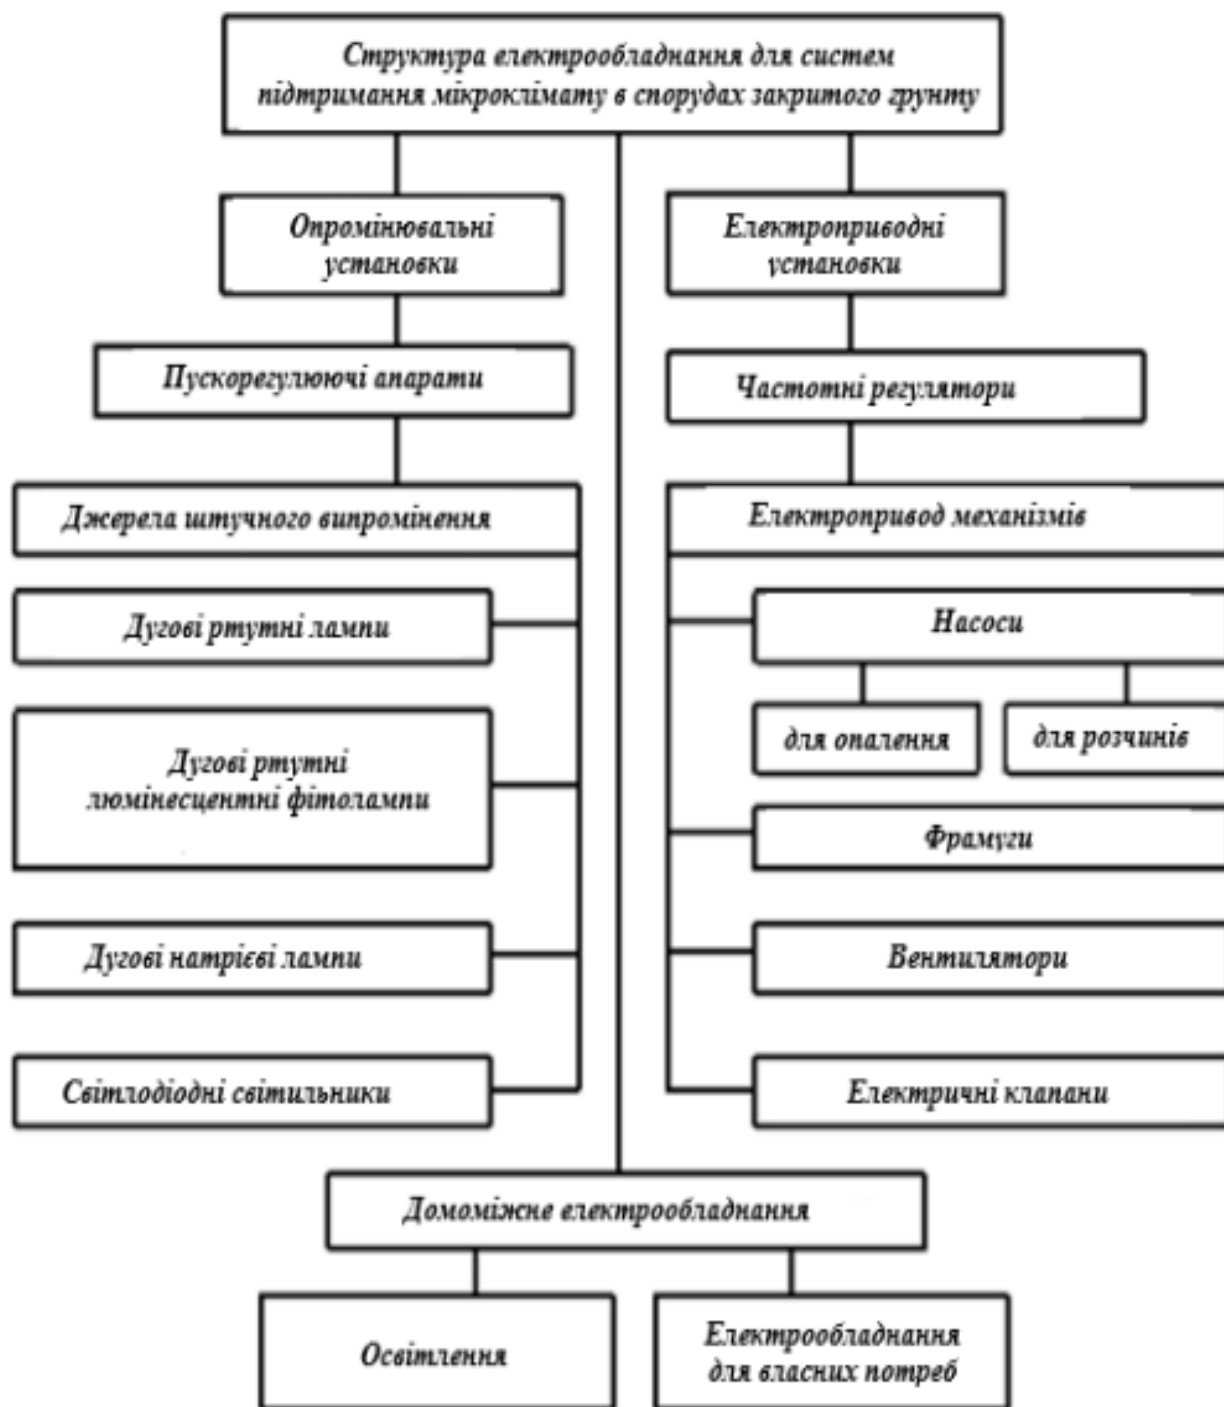 Структура електрообладнання для систем
підтримання мікроклімату в спорудах закритого грунту
Опромінювальні
установки
Електроприводні
установки
Пускорегулюючі апарати
Частотні регулятори
Джерела штучного випромінення
Електропривод механізмів
Дугові ртутні лампи
Насоси
для опалення
для розчинів
Дугові ртутні
люмінесцентні фітолампи
Фрамуги
Дугові натрієві лампи
Вентилятори
Світлодіодні світильники
Електричні клапани
Домоміжне електрообладнання
Освітлення
Електрообладнання
для власних потреб